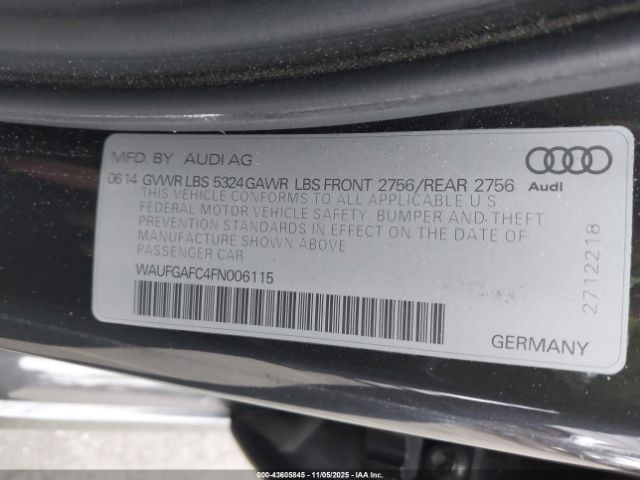 MFD. BY AUDI AG
06 14 GVWR LBS 5324 GAWR LBS FRONT 2756/REAR 2756
THIS VEHICLE CONFORMS TO ALL APPLICABLE U.S.
FEDERAL MOTOR VEHICLE SAFETY, BUMPER AND THEFT
PREVENTION STANDARDS IN EFFECT ON THE DATE OF
MANUFACTURE SHOWN ABOVE
PASSENGER CAR
WAUFGAFC4FN006115
Audi
2712218
GERMANY
000-43605845 - 11/05/2025 - IAAI.com